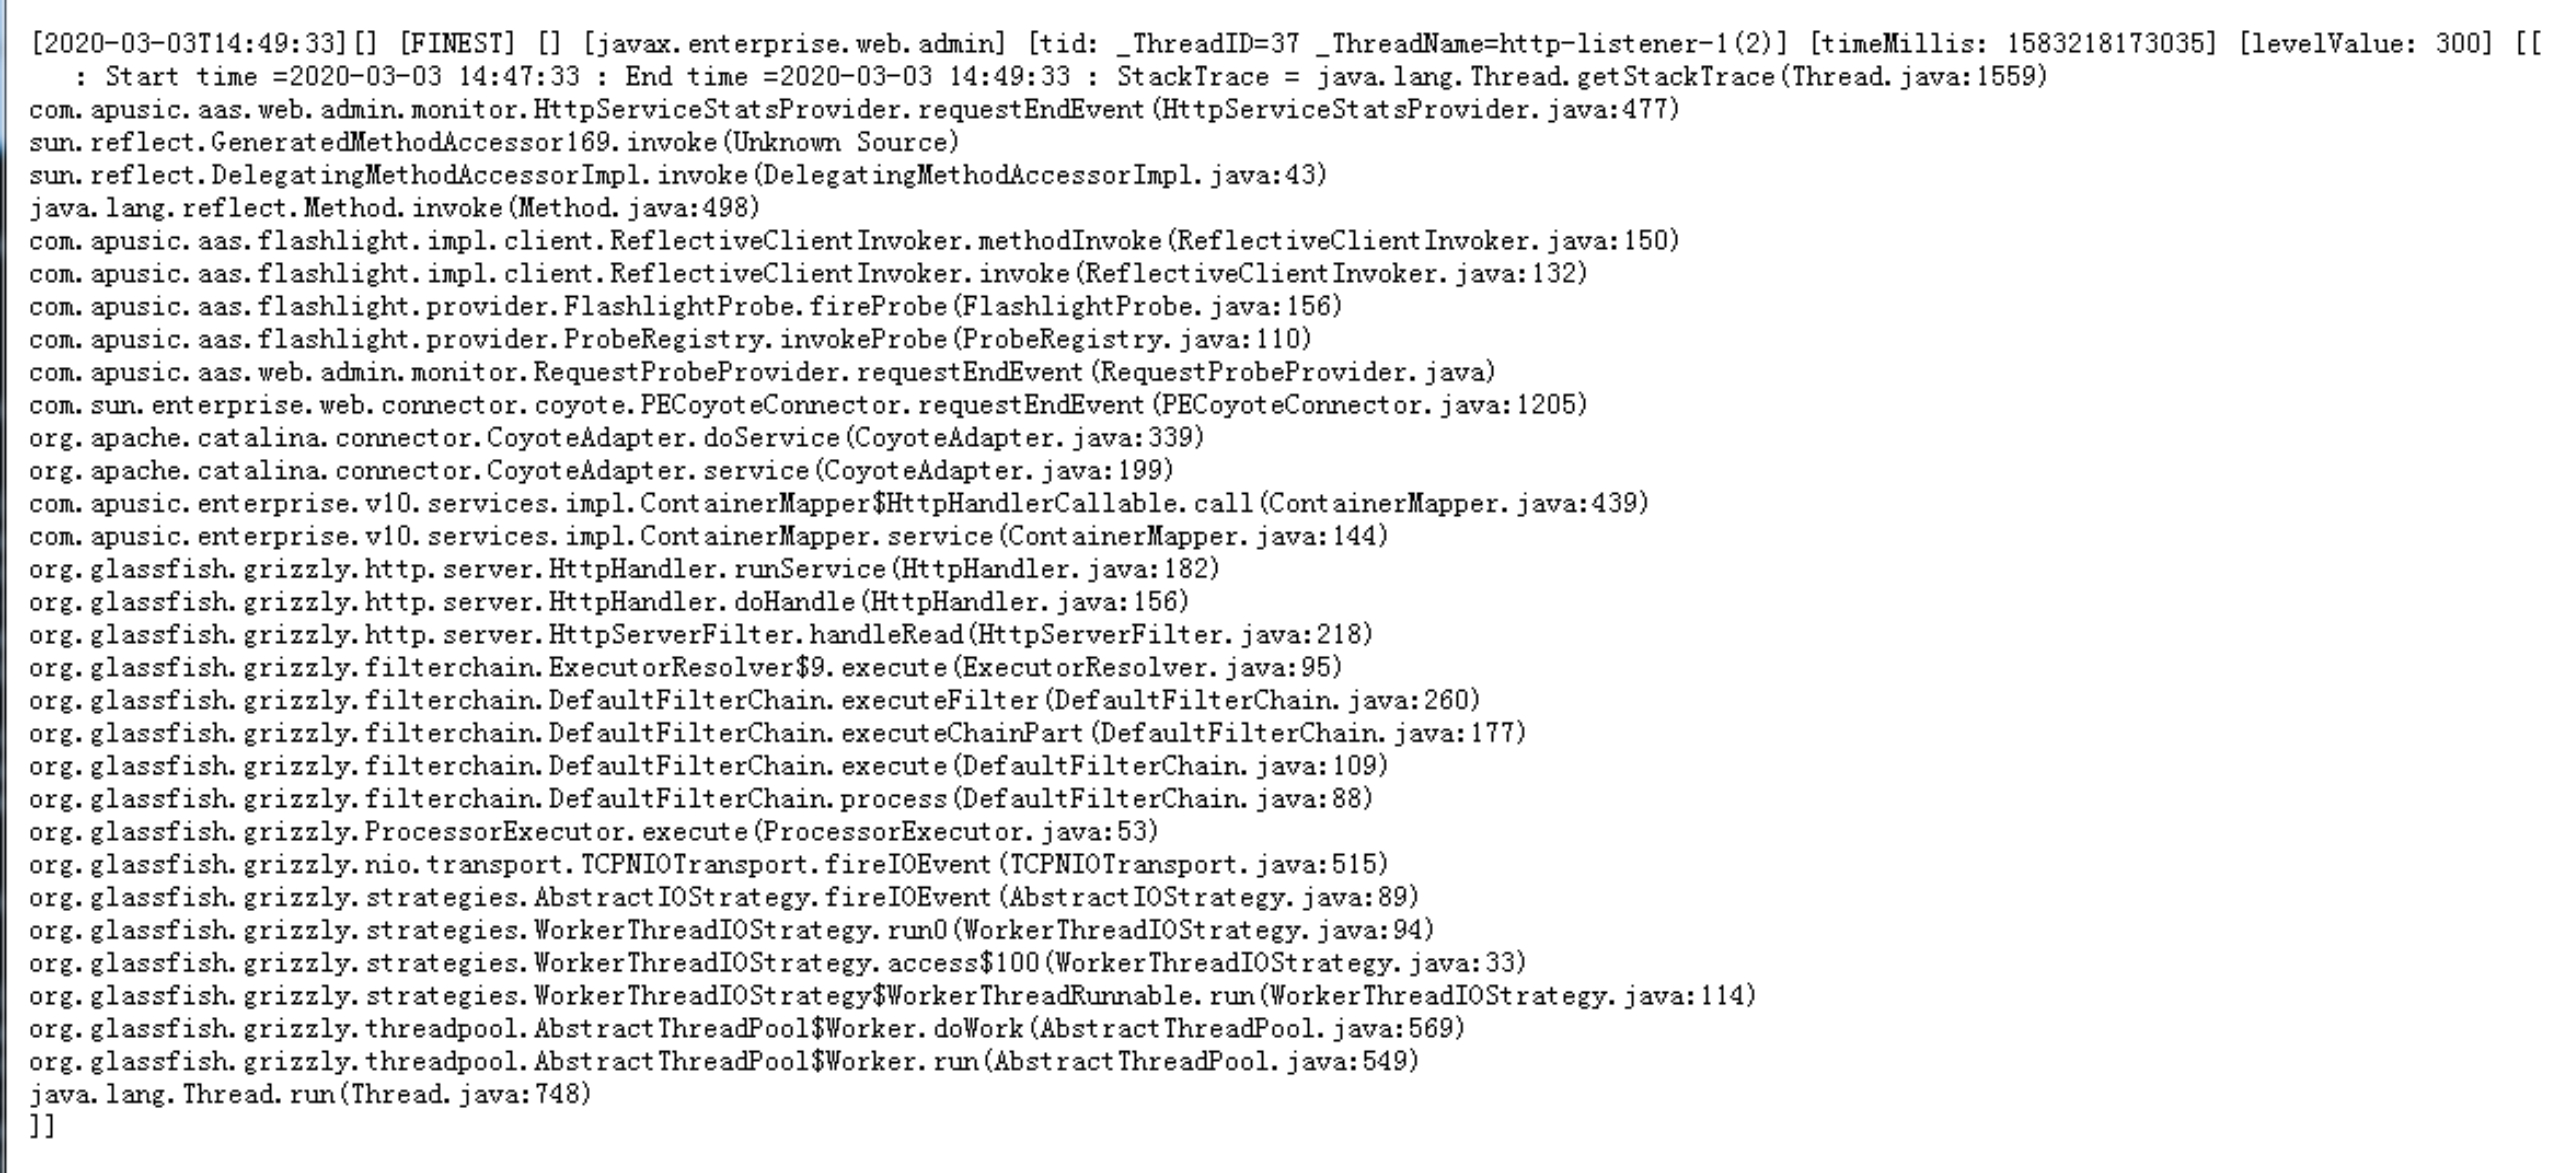 [2020-03-03T14:49:33][] [FINEST] [] [javax.enterprise.web.admin] [tid: _ThreadID=37 _ThreadName=http-listener-1(2)] [timeMillis: 1583218173035] [levelValue: 300] [[
: Start time =2020-03-03 14:47:33 : End time =2020-03-03 14:49:33 : StackTrace = java.lang.Thread.getStackTrace(Thread.java:1559)
com.apusic.aas.web.admin.monitor.HttpServiceStatsProvider.requestEndEvent(HttpServiceStatsProvider.java:477)
sun.reflect.GeneratedMethodAccessor169.invoke(Unknown Source)
sun.reflect.DelegatingMethodAccessorImpl.invoke(DelegatingMethodAccessorImpl.java:43)
java.lang.reflect.Method.invoke(Method.java:498)
com.apusic.aas.flashlight.impl.client.ReflectiveClientInvoker.methodInvoke(ReflectiveClientInvoker.java:150)
com.apusic.aas.flashlight.impl.client.ReflectiveClientInvoker.invoke(ReflectiveClientInvoker.java:132)
com.apusic.aas.flashlight.provider.FlashlightProbe.fireProbe(FlashlightProbe.java:156)
com.apusic.aas.flashlight.provider.ProbeRegistry.invokeProbe(ProbeRegistry.java:110)
com.apusic.aas.web.admin.monitor.RequestProbeProvider.requestEndEvent(RequestProbeProvider.java)
com.sun.enterprise.web.connector.coyote.PECoyoteConnector.requestEndEvent(PECoyoteConnector.java:1205)
org.apache.catalina.connector.CoyoteAdapter.doService(CoyoteAdapter.java:339)
org.apache.catalina.connector.CoyoteAdapter.service(CoyoteAdapter.java:199)
com.apusic.enterprise.v10.services.impl.ContainerMapper$HttpHandlerCallable.call(ContainerMapper.java:439)
com.apusic.enterprise.v10.services.impl.ContainerMapper.service(ContainerMapper.java:144)
org.glassfish.grizzly.http.server.HttpHandler.runService(HttpHandler.java:182)
org.glassfish.grizzly.http.server.HttpHandler.doHandle(HttpHandler.java:156)
org.glassfish.grizzly.http.server.HttpServerFilter.handleRead(HttpServerFilter.java:218)
org.glassfish.grizzly.filterchain.ExecutorResolver$9.execute(ExecutorResolver.java:95)
org.glassfish.grizzly.filterchain.DefaultFilterChain.executeFilter(DefaultFilterChain.java:260)
org.glassfish.grizzly.filterchain.DefaultFilterChain.executeChainPart(DefaultFilterChain.java:177)
org.glassfish.grizzly.filterchain.DefaultFilterChain.execute(DefaultFilterChain.java:109)
org.glassfish.grizzly.filterchain.DefaultFilterChain.process(DefaultFilterChain.java:88)
org.glassfish.grizzly.ProcessorExecutor.execute(ProcessorExecutor.java:53)
org.glassfish.grizzly.nio.transport.TCPNIOTransport.fireIOEvent(TCPNIOTransport.java:515)
org.glassfish.grizzly.strategies.AbstractIOStrategy.fireIOEvent(AbstractIOStrategy.java:89)
org.glassfish.grizzly.strategies.WorkerThreadIOStrategy.run0(WorkerThreadIOStrategy.java:94)
org.glassfish.grizzly.strategies.WorkerThreadIOStrategy.access$100(WorkerThreadIOStrategy.java:33)
org.glassfish.grizzly.strategies.WorkerThreadIOStrategy$WorkerThreadRunnable.run(WorkerThreadIOStrategy.java:114)
org.glassfish.grizzly.threadpool.AbstractThreadPool$Worker.doWork(AbstractThreadPool.java:569)
org.glassfish.grizzly.threadpool.AbstractThreadPool$Worker.run(AbstractThreadPool.java:549)
java.lang.Thread.run(Thread.java:748)
]]